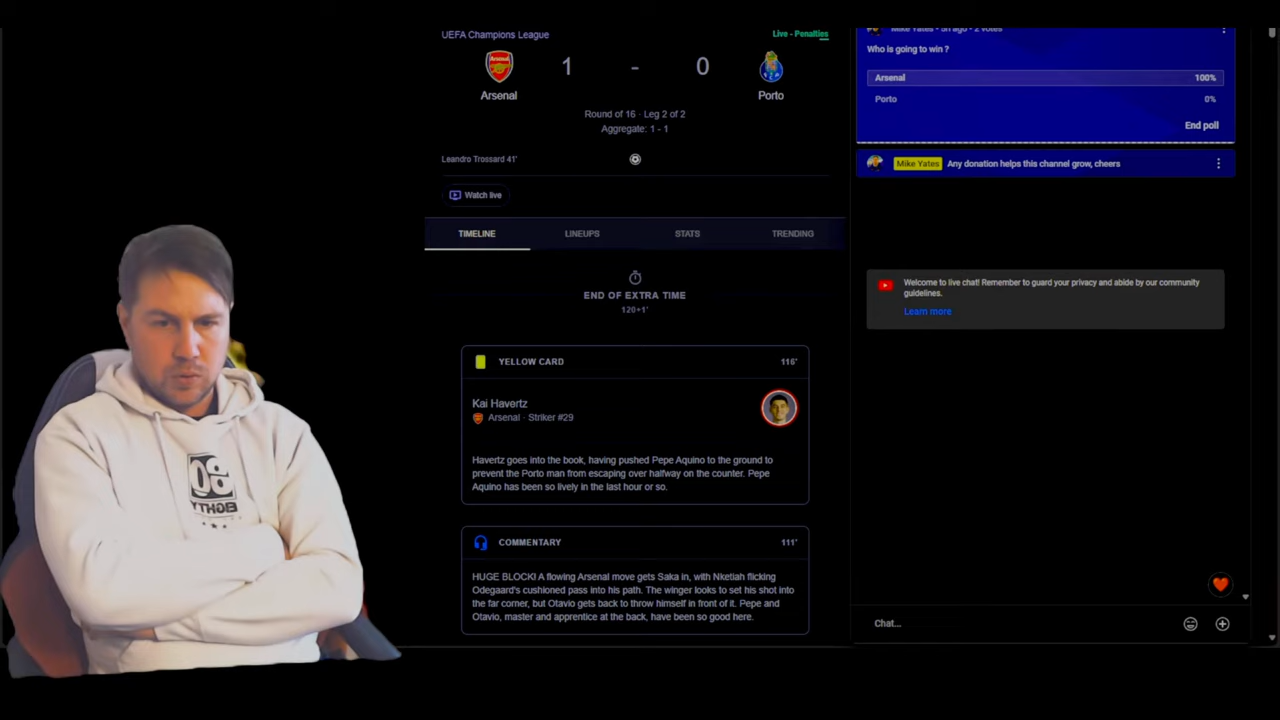 UEFA Champions League
Live - Penalties
Arsenal
1 - 0
Arsenal
Porto
Round of 16 · Leg 2 of 2
Aggregate: 1 - 1
Leandro Trossard 41'
Watch live
TIMELINE
LINEUPS
STATS
TRENDING
END OF EXTRA TIME
120+1'
YELLOW CARD
116'
Kai Havertz
Arsenal · Striker #29
Havertz goes into the book, having pushed Pepe Aquino to the ground to
prevent the Porto man from escaping over halfway on the counter. Pepe
Aquino has been so lively in the last hour or so.
COMMENTARY
111'
HUGE BLOCK! A flowing Arsenal move gets Saka in, with Nketiah flicking
Odegaard's cushioned pass into his path. The winger looks to set his shot into
the far corner, but Otavio gets back to throw himself in front of it. Pepe and
Otavio, master and apprentice at the back, have been so good here.
Mike Yates · 5h ago · 2 votes
Who is going to win ?
Arsenal 100%
Porto 0%
End poll
Mike Yates Any donation helps this channel grow, cheers
Welcome to live chat! Remember to guard your privacy and abide by our community
guidelines.
Learn more
Chat...
80
EIGHTY